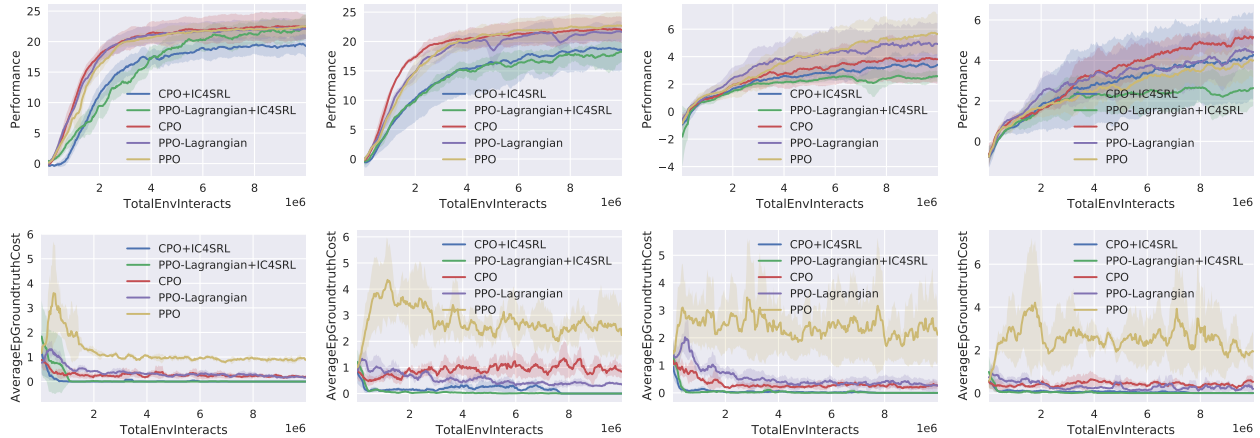 Performance
25
20
15
10
5
0
CPO+IC4SRL
PPO-Lagrangian+IC4SRL
CPO
PPO-Lagrangian
PPO
2 4 6 8
TotalEnvInteracts 1e6
Performance
25
20
15
10
5
0
CPO+IC4SRL
PPO-Lagrangian+IC4SRL
CPO
PPO-Lagrangian
PPO
2 4 6 8
TotalEnvInteracts 1e6
Performance
6
4
2
0
−2
−4
CPO+IC4SRL
PPO-Lagrangian+IC4SRL
CPO
PPO-Lagrangian
PPO
2 4 6 8
TotalEnvInteracts 1e6
Performance
6
4
2
0
CPO+IC4SRL
PPO-Lagrangian+IC4SRL
CPO
PPO-Lagrangian
PPO
2 4 6 8
TotalEnvInteracts 1e6
AverageEpGroundtruthCost
6
5
4
3
2
1
0
CPO+IC4SRL
PPO-Lagrangian+IC4SRL
CPO
PPO-Lagrangian
PPO
2 4 6 8
TotalEnvInteracts 1e6
AverageEpGroundtruthCost
6
5
4
3
2
1
0
CPO+IC4SRL
PPO-Lagrangian+IC4SRL
CPO
PPO-Lagrangian
PPO
2 4 6 8
TotalEnvInteracts 1e6
AverageEpGroundtruthCost
5
4
3
2
1
0
CPO+IC4SRL
PPO-Lagrangian+IC4SRL
CPO
PPO-Lagrangian
PPO
2 4 6 8
TotalEnvInteracts 1e6
AverageEpGroundtruthCost
6
4
2
0
CPO+IC4SRL
PPO-Lagrangian+IC4SRL
CPO
PPO-Lagrangian
PPO
2 4 6 8
TotalEnvInteracts 1e6